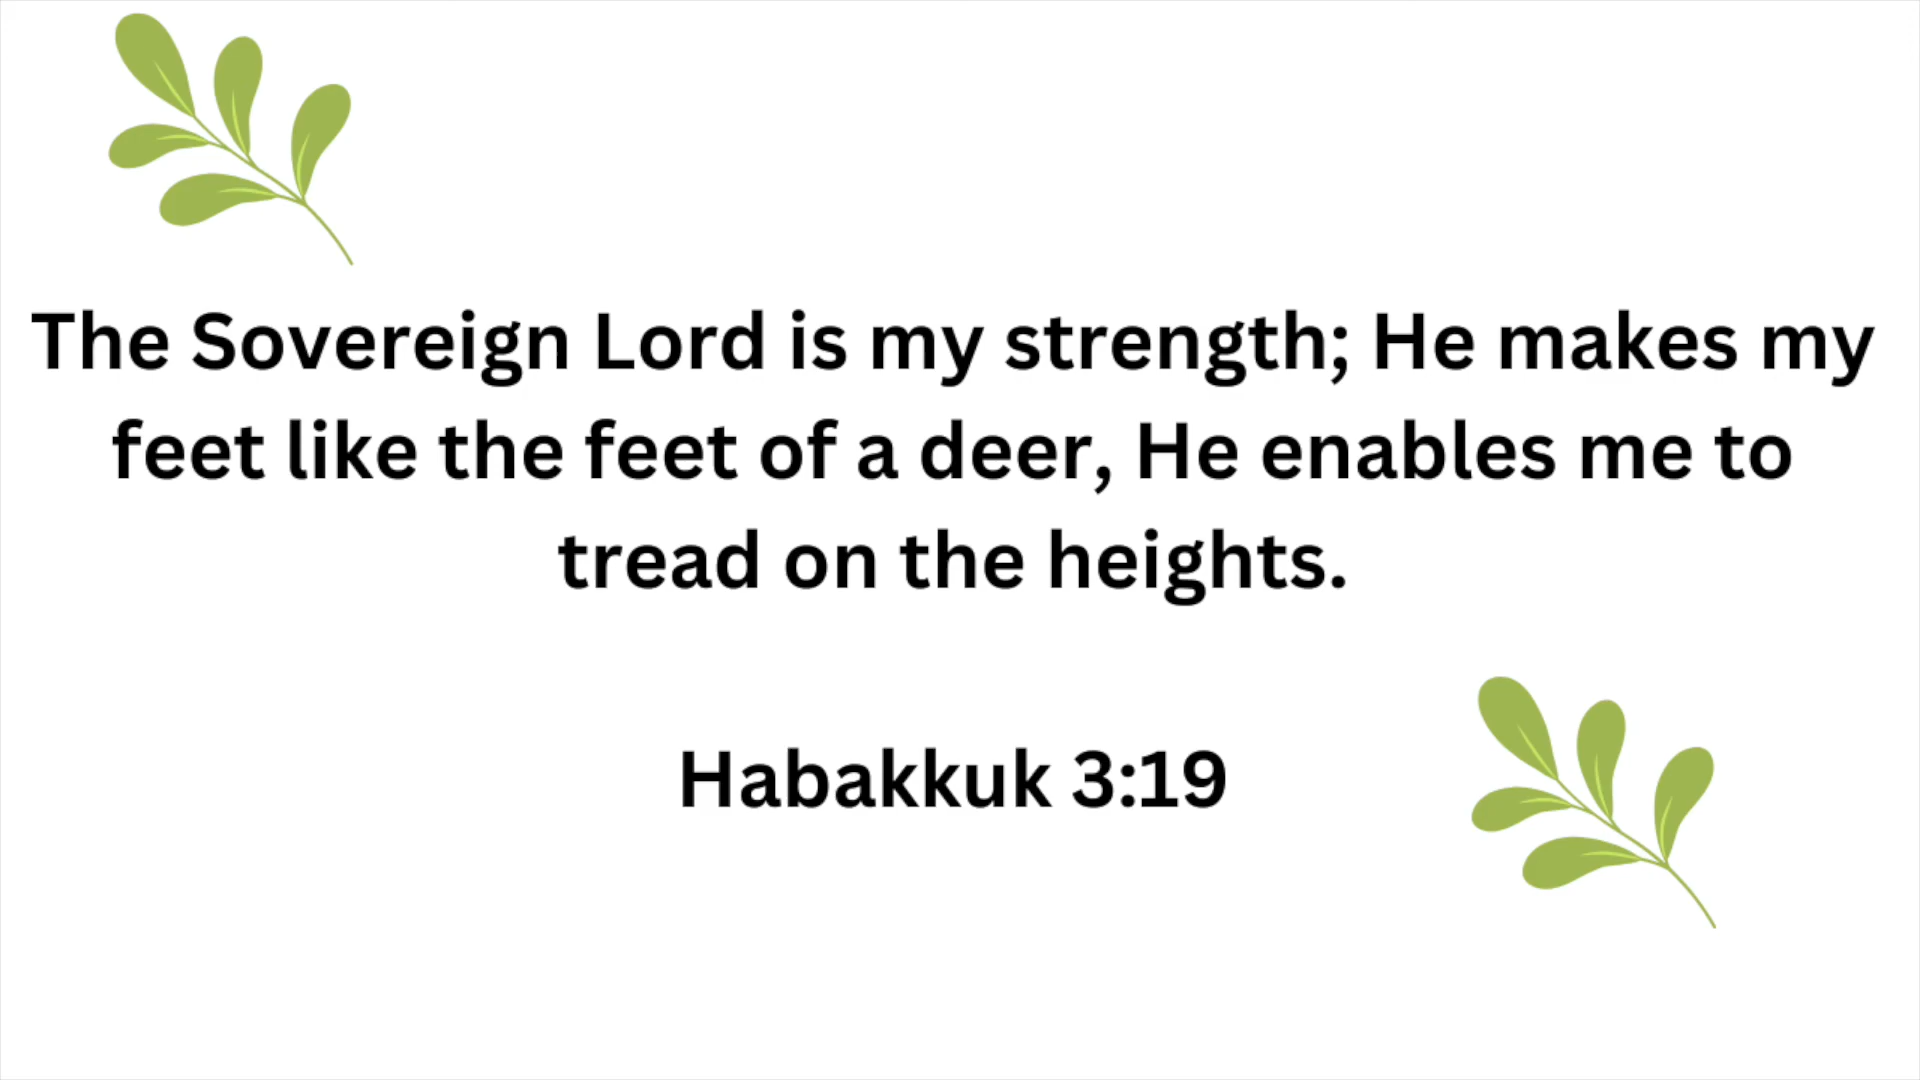 The Sovereign Lord is my strength; He makes my
feet like the feet of a deer, He enables me to
tread on the heights.
Habakkuk 3:19